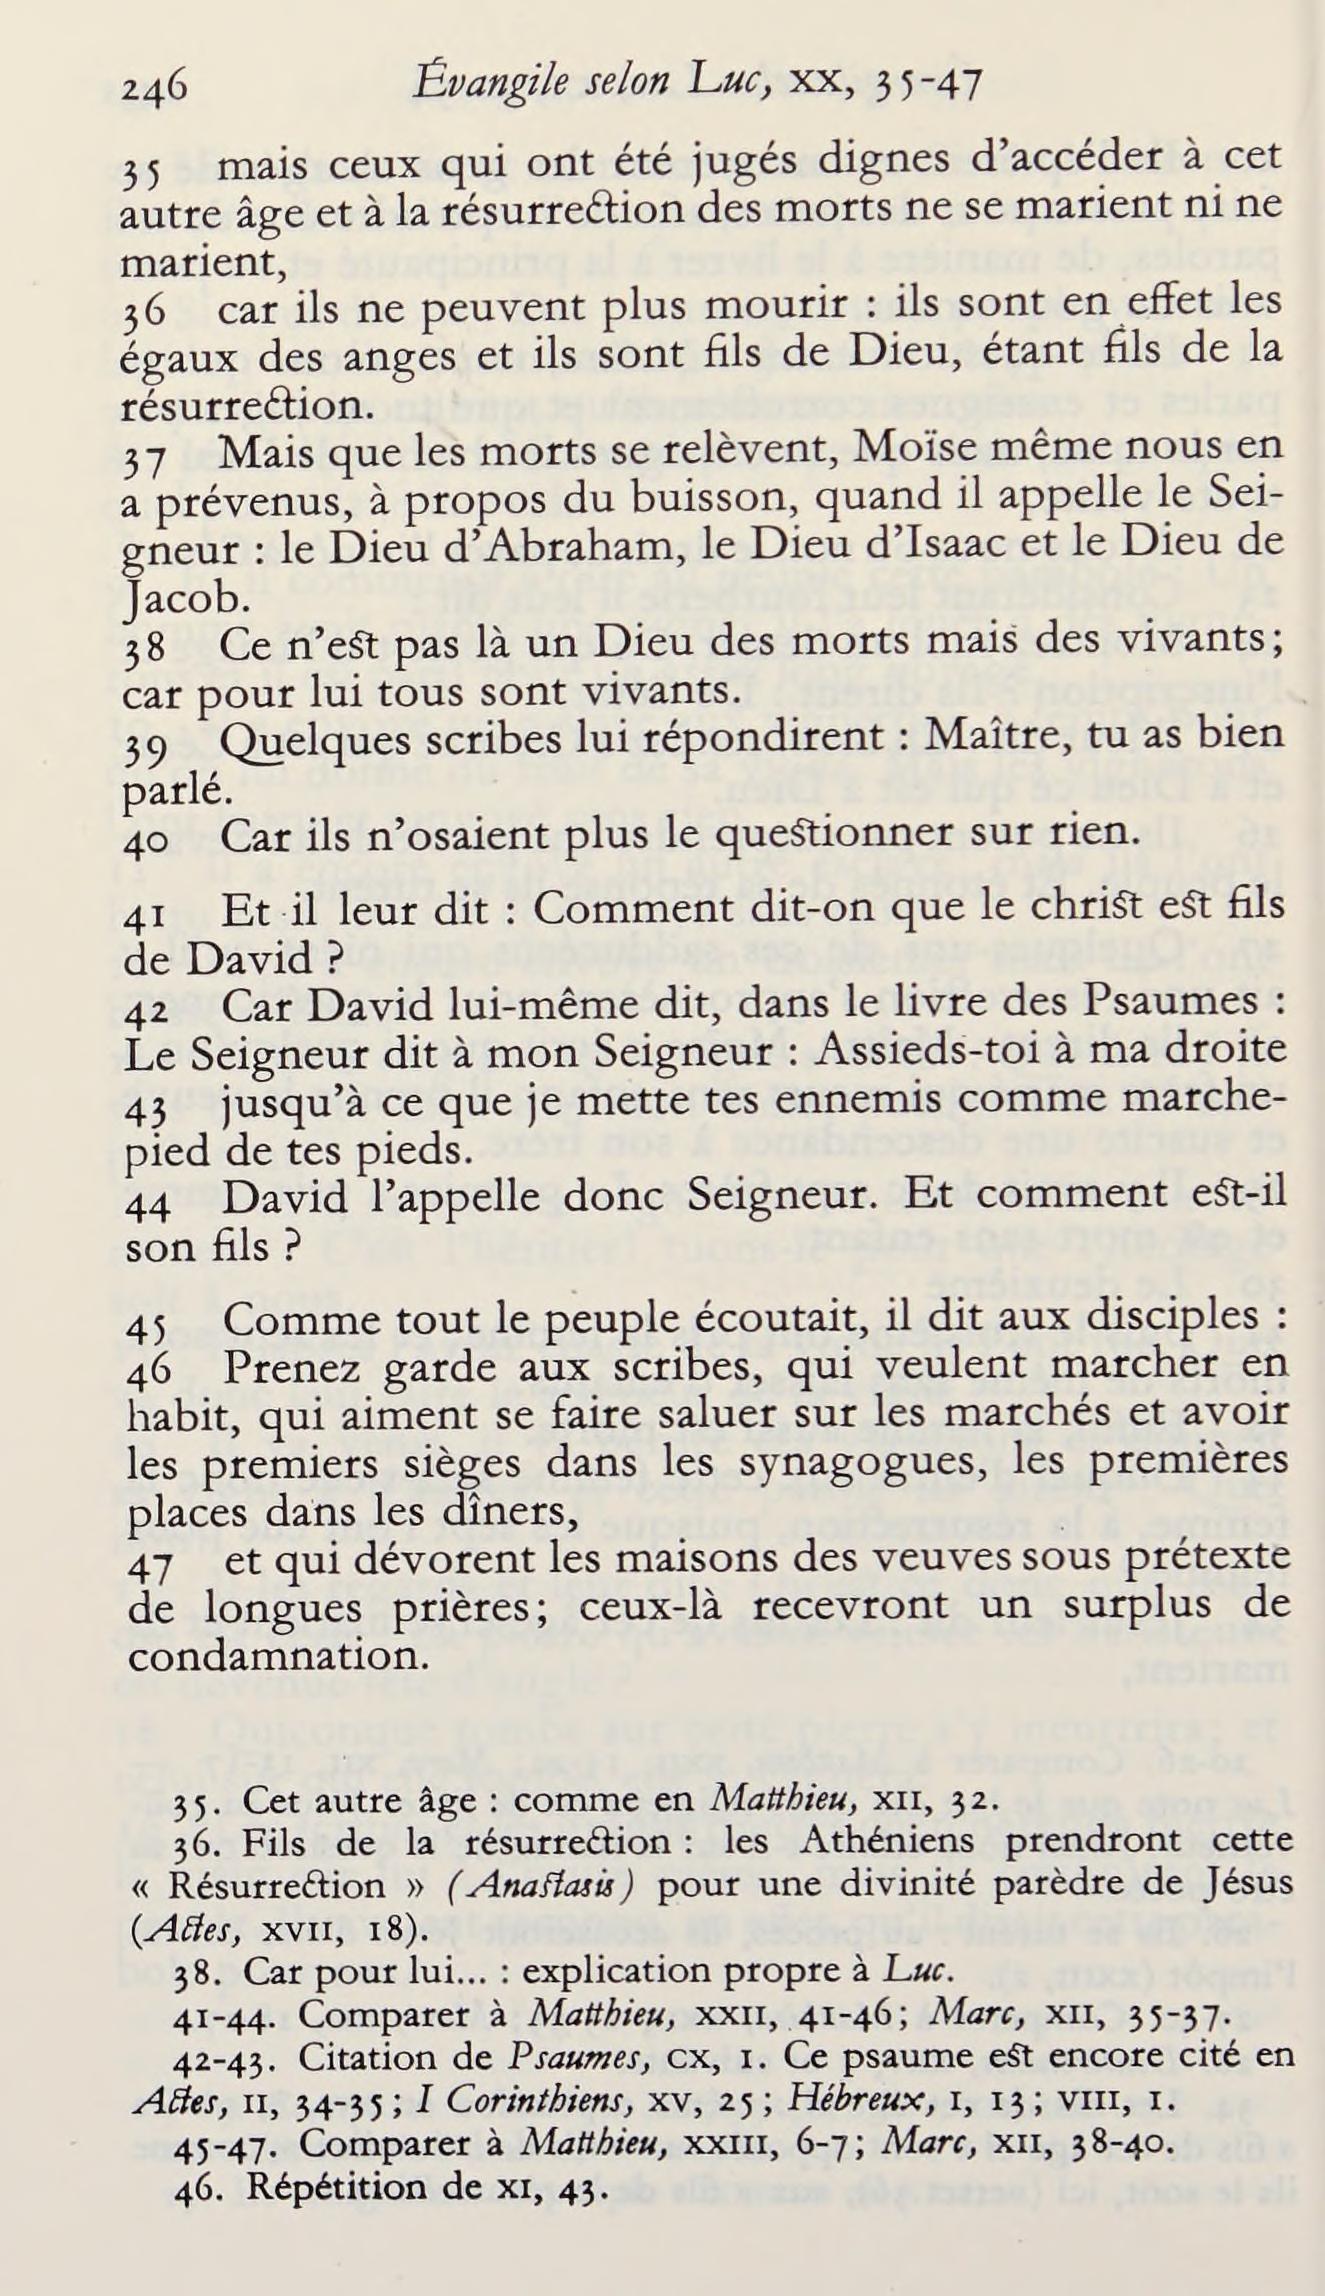 246 Évangile selon Luc, XX, 35-47
35 mais ceux qui ont été jugés dignes d’accéder à cet
autre âge et à la résurrection des morts ne se marient ni ne
marient,
36 car ils ne peuvent plus mourir : ils sont en effet les
égaux des anges et ils sont fils de Dieu, étant fils de la
résurrection.
37 Mais que les morts se relèvent, Moïse même nous en
a prévenus, à propos du buisson, quand il appelle le Sei-
gneur : le Dieu d’Abraham, le Dieu d’Isaac et le Dieu de
Jacob.
38 Ce n’est pas là un Dieu des morts mais des vivants;
car pour lui tous sont vivants.
39 Quelques scribes lui répondirent : Maître, tu as bien
parlé.
40 Car ils n’osaient plus le questionner sur rien.
41 Et il leur dit : Comment dit-on que le christ est fils
de David ?
42 Car David lui-même dit, dans le livre des Psaumes :
Le Seigneur dit à mon Seigneur : Assieds-toi à ma droite
43 jusqu’à ce que je mette tes ennemis comme marche-
pied de tes pieds.
44 David l’appelle donc Seigneur. Et comment est-il
son fils ?
45 Comme tout le peuple écoutait, il dit aux disciples :
46 Prenez garde aux scribes, qui veulent marcher en
habit, qui aiment se faire saluer sur les marchés et avoir
les premiers sièges dans les synagogues, les premières
places dans les dîners,
47 et qui dévorent les maisons des veuves sous prétexte
de longues prières; ceux-là recevront un surplus de
condamnation.
35. Cet autre âge : comme en Matthieu, XII, 32.
36. Fils de la résurrection : les Athéniens prendront cette
« Résurrection » (Anastasis) pour une divinité parèdre de Jésus
(Actes, XVII, 18).
38. Car pour lui... : explication propre à Luc.
41-44. Comparer à Matthieu, XXII, 41-46; Marc, XII, 35-37.
42-43. Citation de Psaumes, CX, 1. Ce psaume est encore cité en
Actes, II, 34-35; I Corinthiens, XV, 25; Hébreux, I, 13; VIII, 1.
45-47. Comparer à Matthieu, XXIII, 6-7; Marc, XII, 38-40.
46. Répétition de XI, 43.